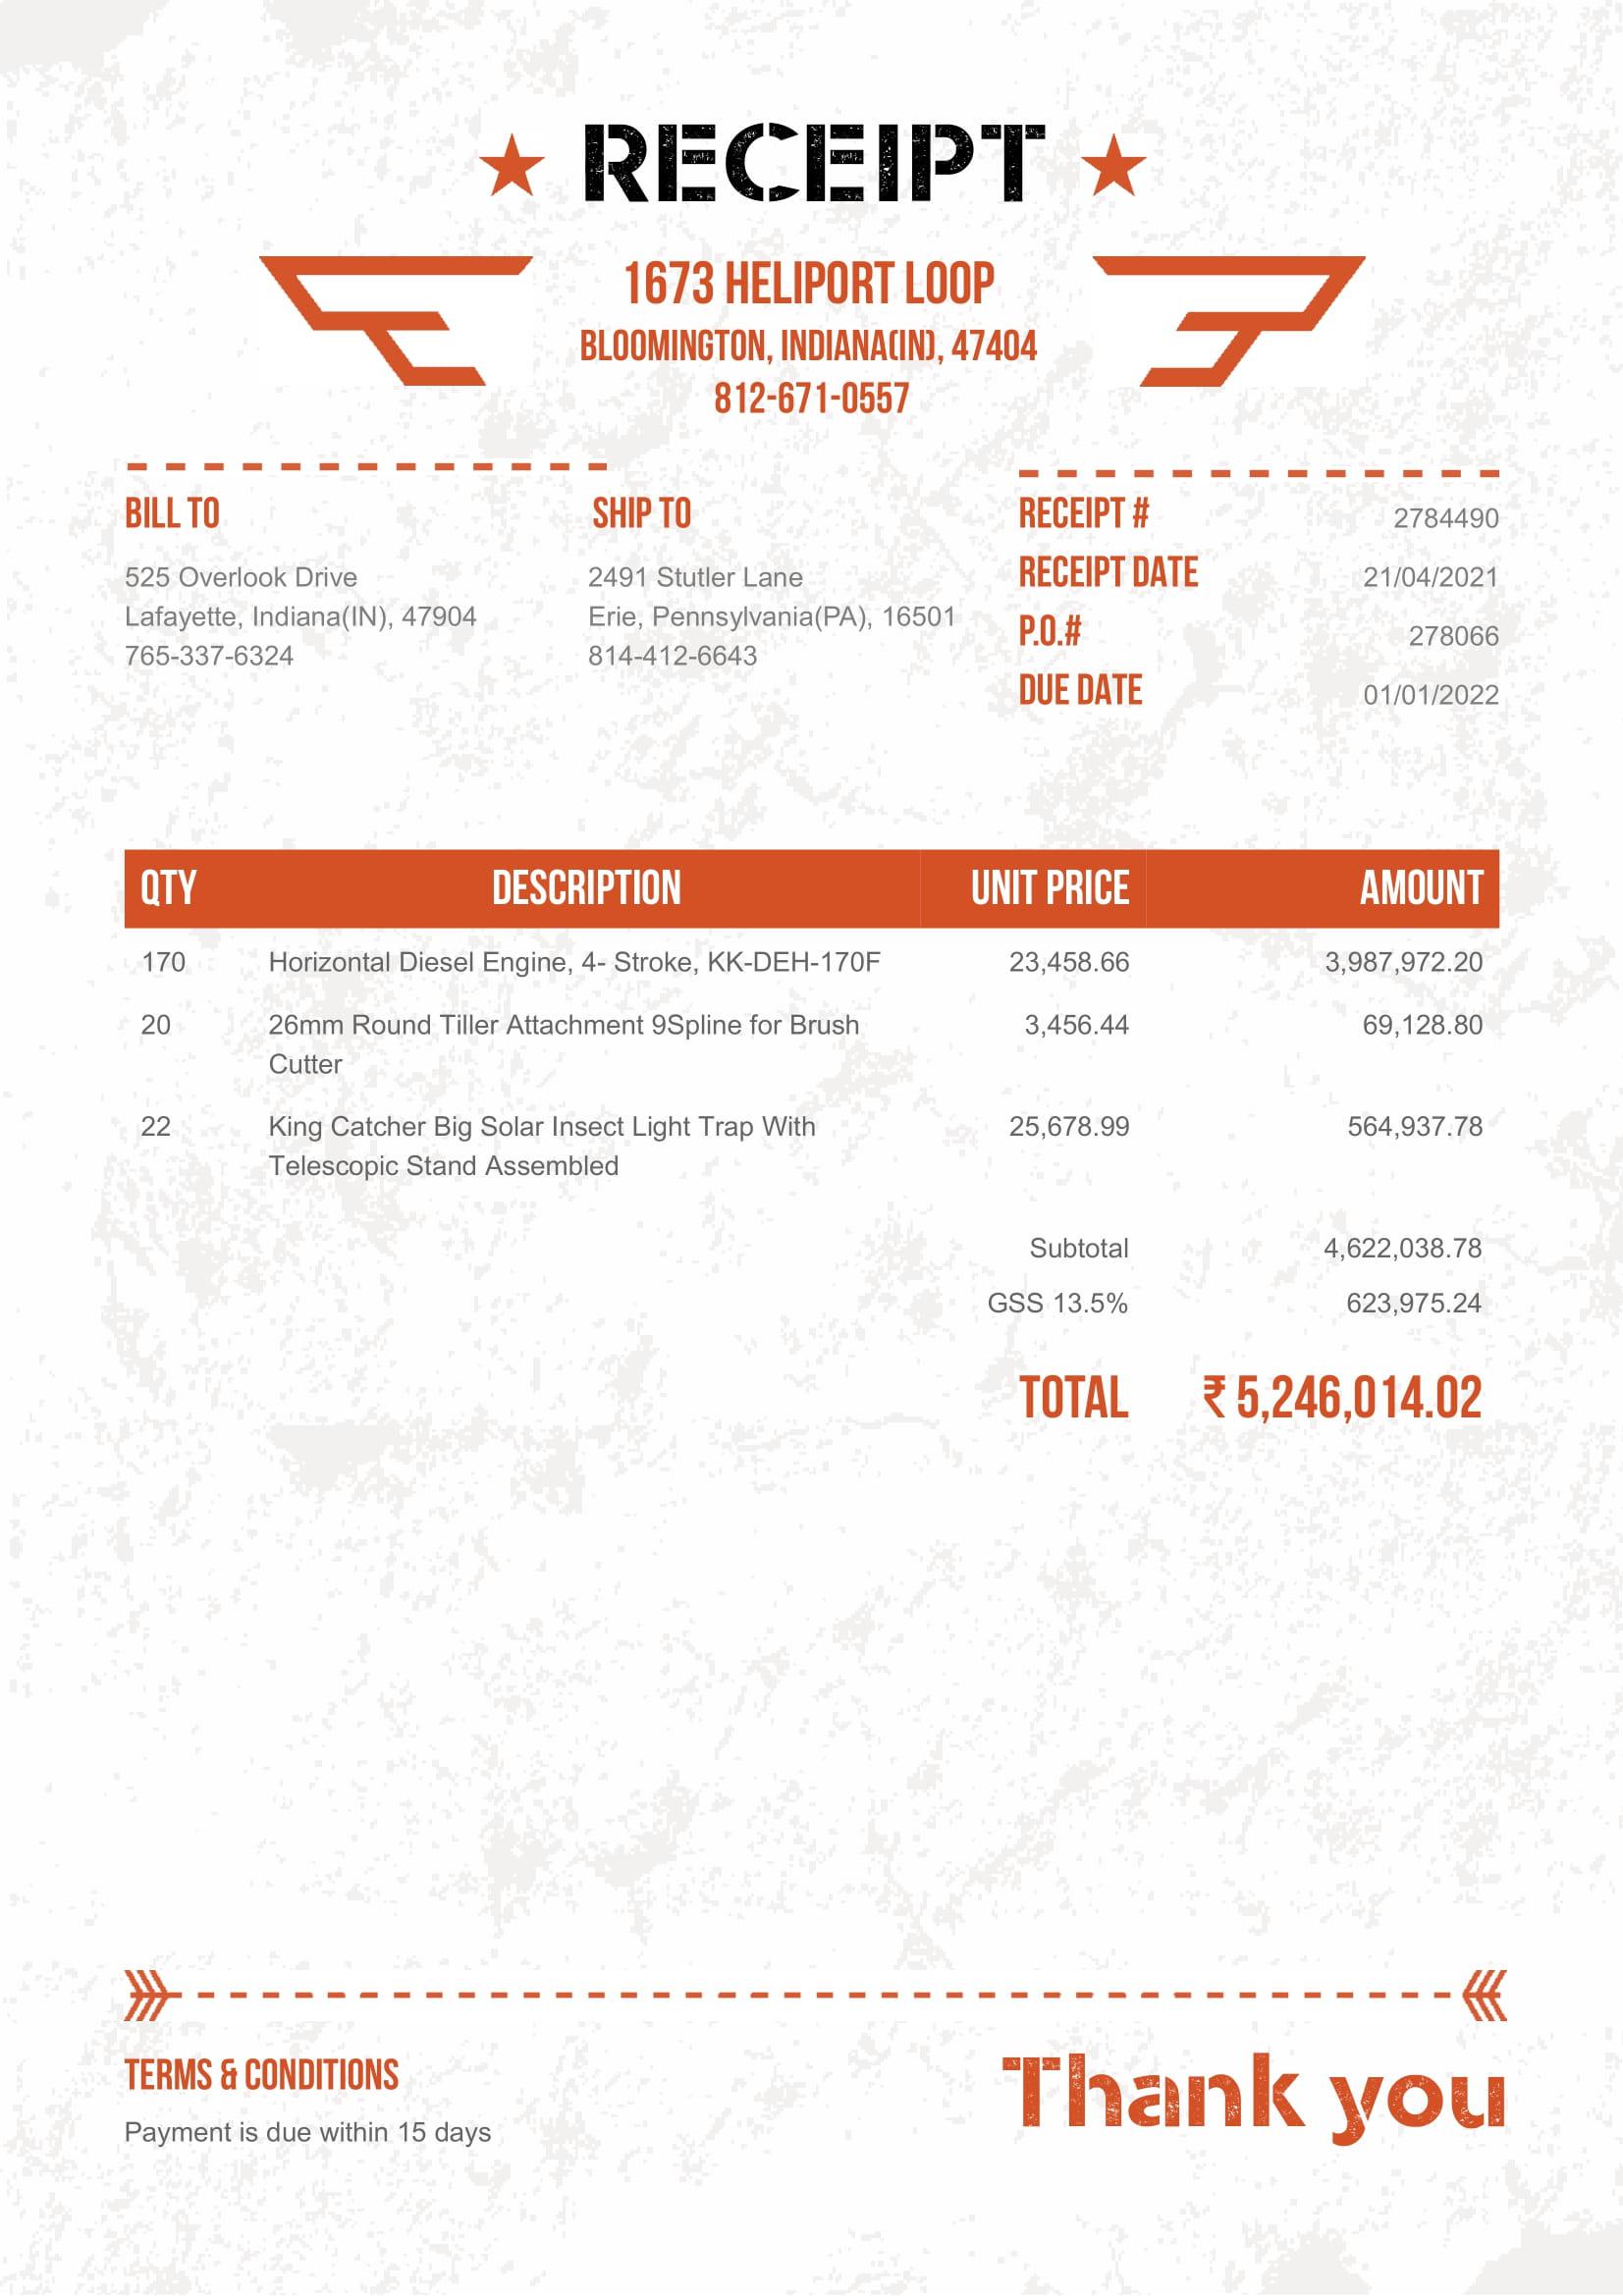 RECEIPT
1673 HELIPORT LOOP
BLOOMINGTON, INDIANA(IN), 47404
812-671-0557
BILL TO
525 Overlook Drive
Lafayette, Indiana(IN), 47904
765-337-6324
SHIP TO
2491 Stutler Lane
Erie, Pennsylvania(PA), 16501
814-412-6643
RECEIPT # 2784490
RECEIPT DATE 21/04/2021
P.O.# 278066
DUE DATE 01/01/2022
QTY DESCRIPTION UNIT PRICE AMOUNT
170 Horizontal Diesel Engine, 4- Stroke, KK-DEH-170F 23,458.66 3,987,972.20
20 26mm Round Tiller Attachment 9Spline for Brush 3,456.44 69,128.80
Cutter
22 King Catcher Big Solar Insect Light Trap With 25,678.99 564,937.78
Telescopic Stand Assembled
Subtotal 4,622,038.78
GSS 13.5% 623,975.24
TOTAL ₹ 5,246,014.02
TERMS & CONDITIONS
Payment is due within 15 days
Thank you